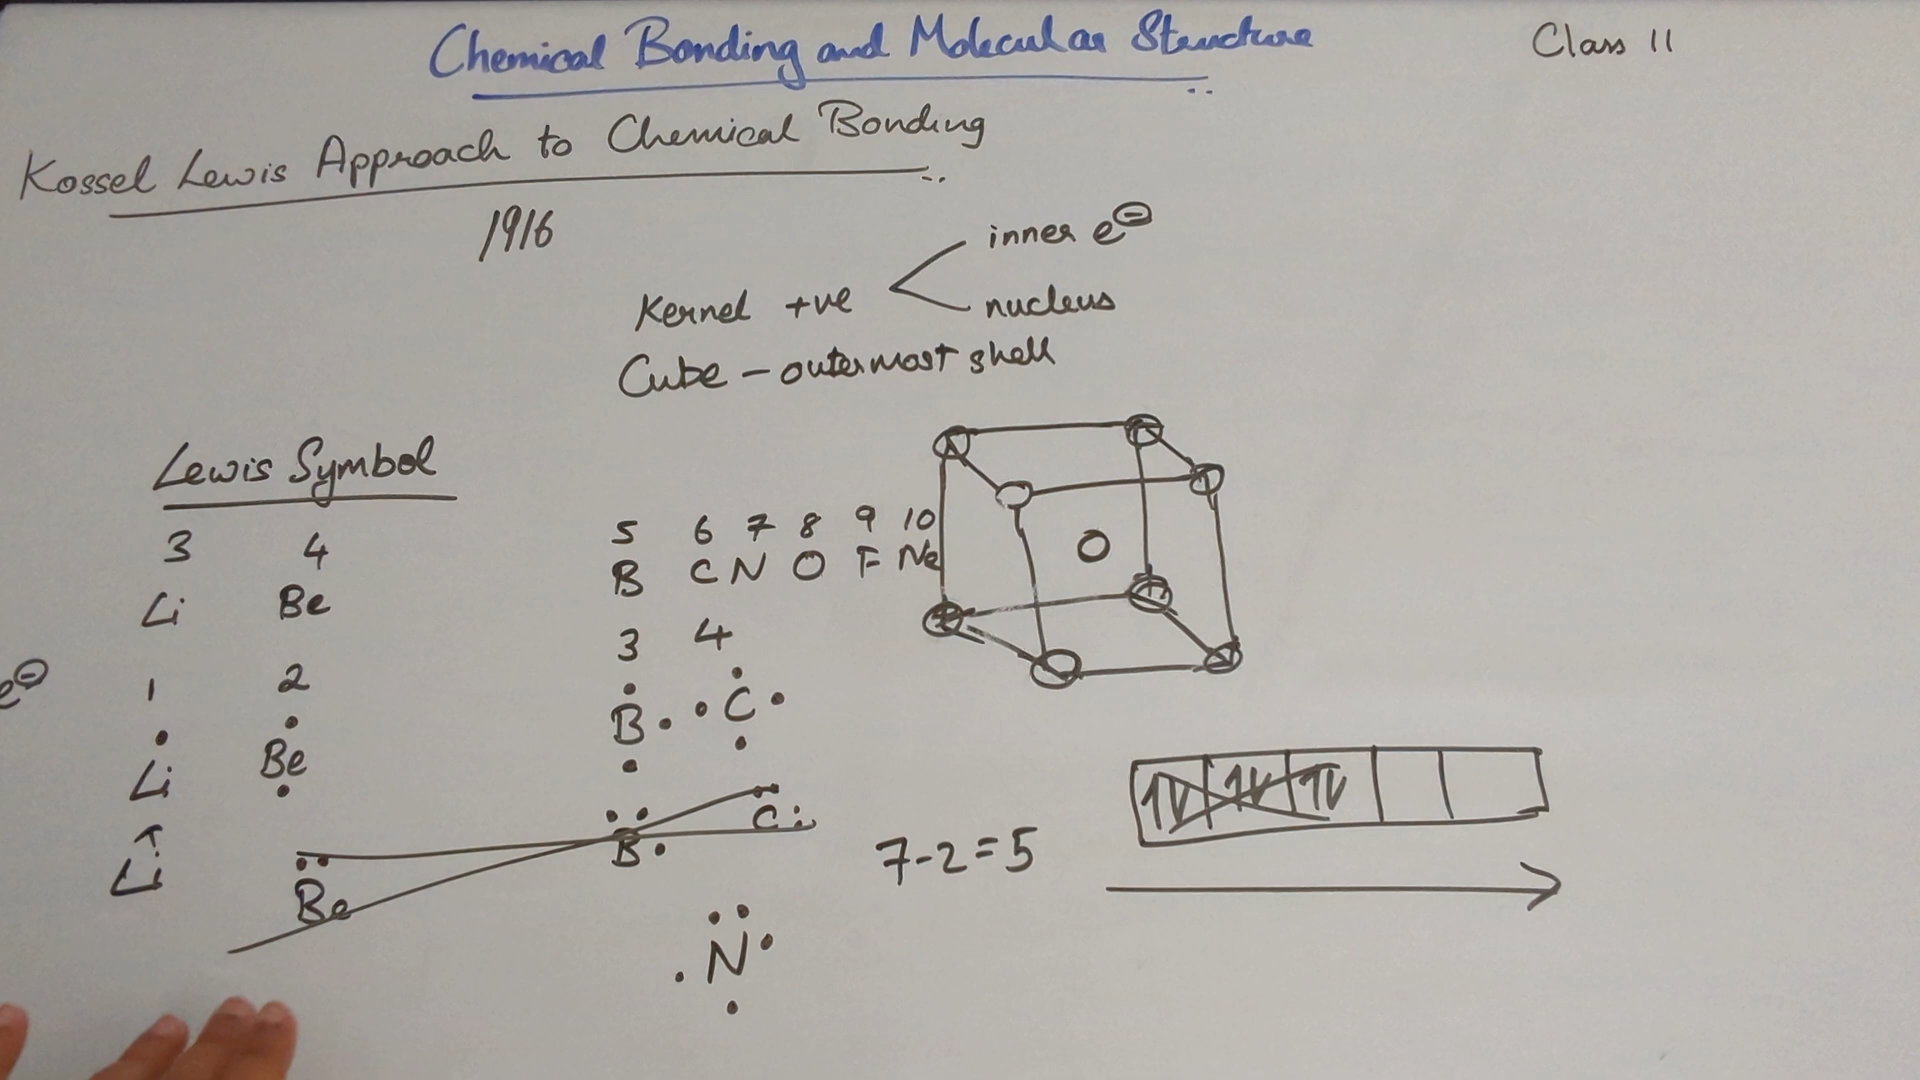 Chemical Bonding and Molecular Structure
Class 11
Kossel Lewis Approach to Chemical Bonding
1916
inner e⊖
Kernel +ve
nucleus
Cube - outermost shell
Lewis Symbol
3 4 5 6 7 8 9 10
Li Be B C N O F Ne
3 4
e⊖ 1 2
Li Be B C
Li Be B C
7-2=5
N